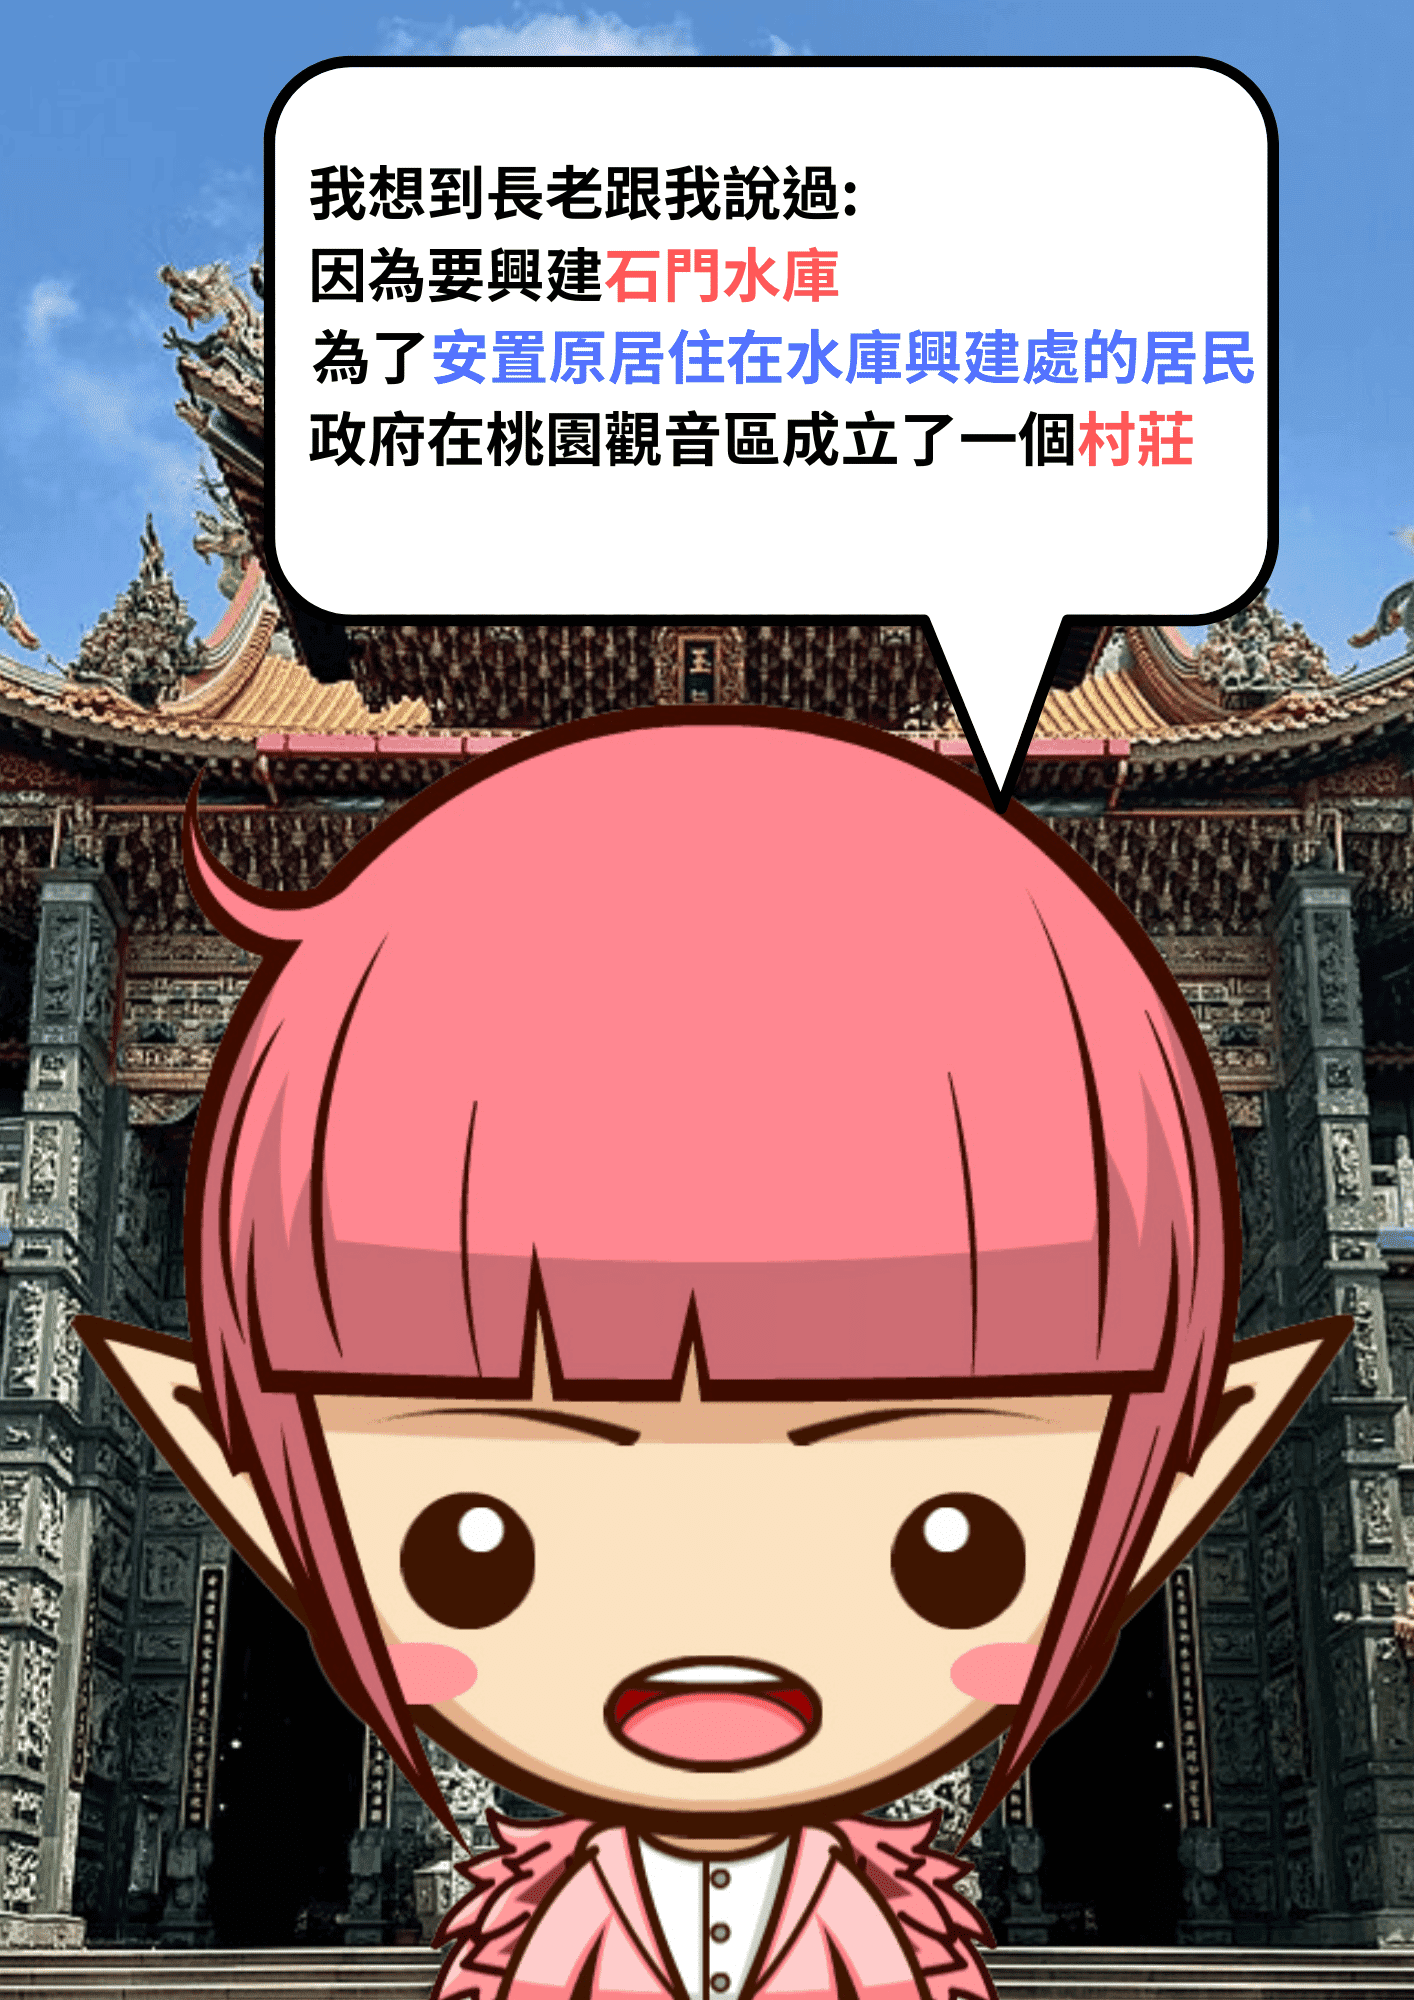 我想到長老跟我說過:
因為要興建石門水庫
為了安置原居住在水庫興建處的居民
政府在桃園觀音區成立了一個村莊
玉